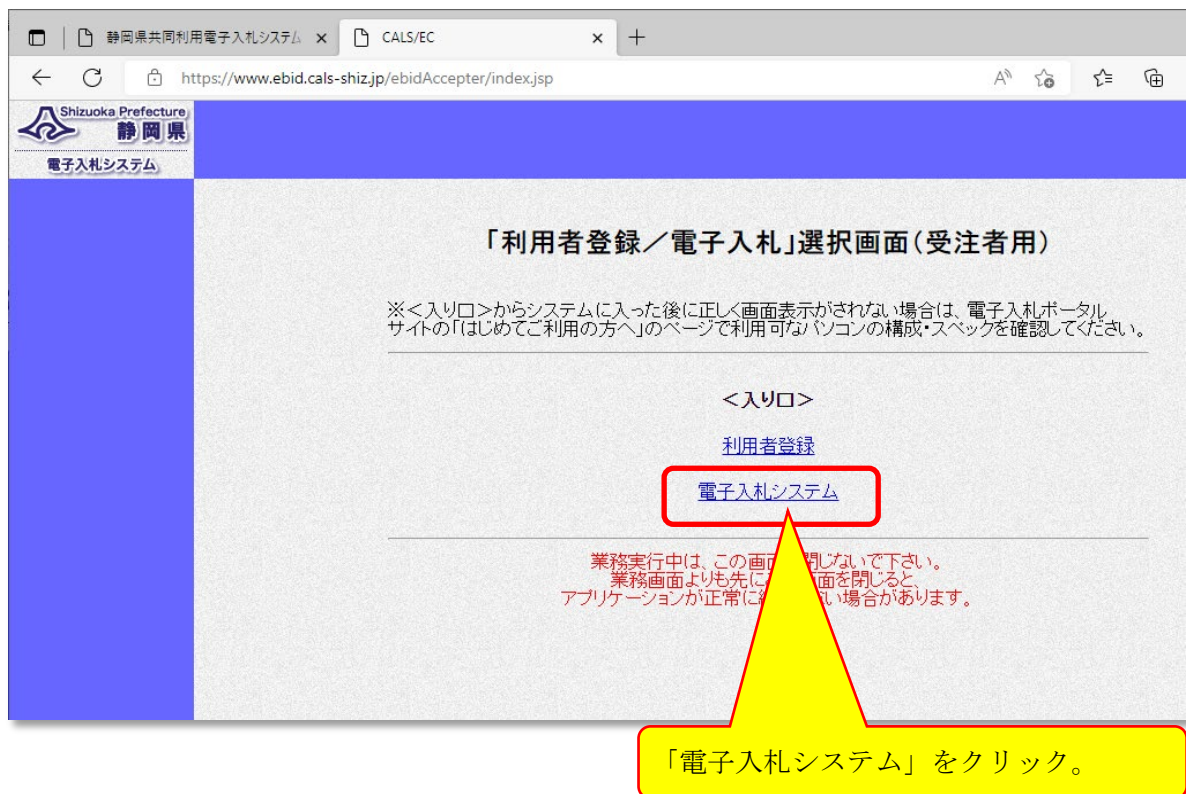 静岡県共同利用電子入札システム
CALS/EC
https://www.ebid.cals-shiz.jp/ebidAccepter/index.jsp
Shizuoka Prefecture
静岡県
電子入札システム
「利用者登録／電子入札」選択画面（受注者用）
※＜入り口＞からシステムに入った後に正しく画面表示がされない場合は、電子入札ポータル
サイトの「はじめてご利用の方へ」のページで利用可なパソコンの構成・スペックを確認してください。
＜入り口＞
利用者登録
電子入札システム
業務実行中は、この画 閉じないで下さい。
業務画面よりも先に 面を閉じると、
アプリケーションが正常に い場合があります。
「電子入札システム」をクリック。